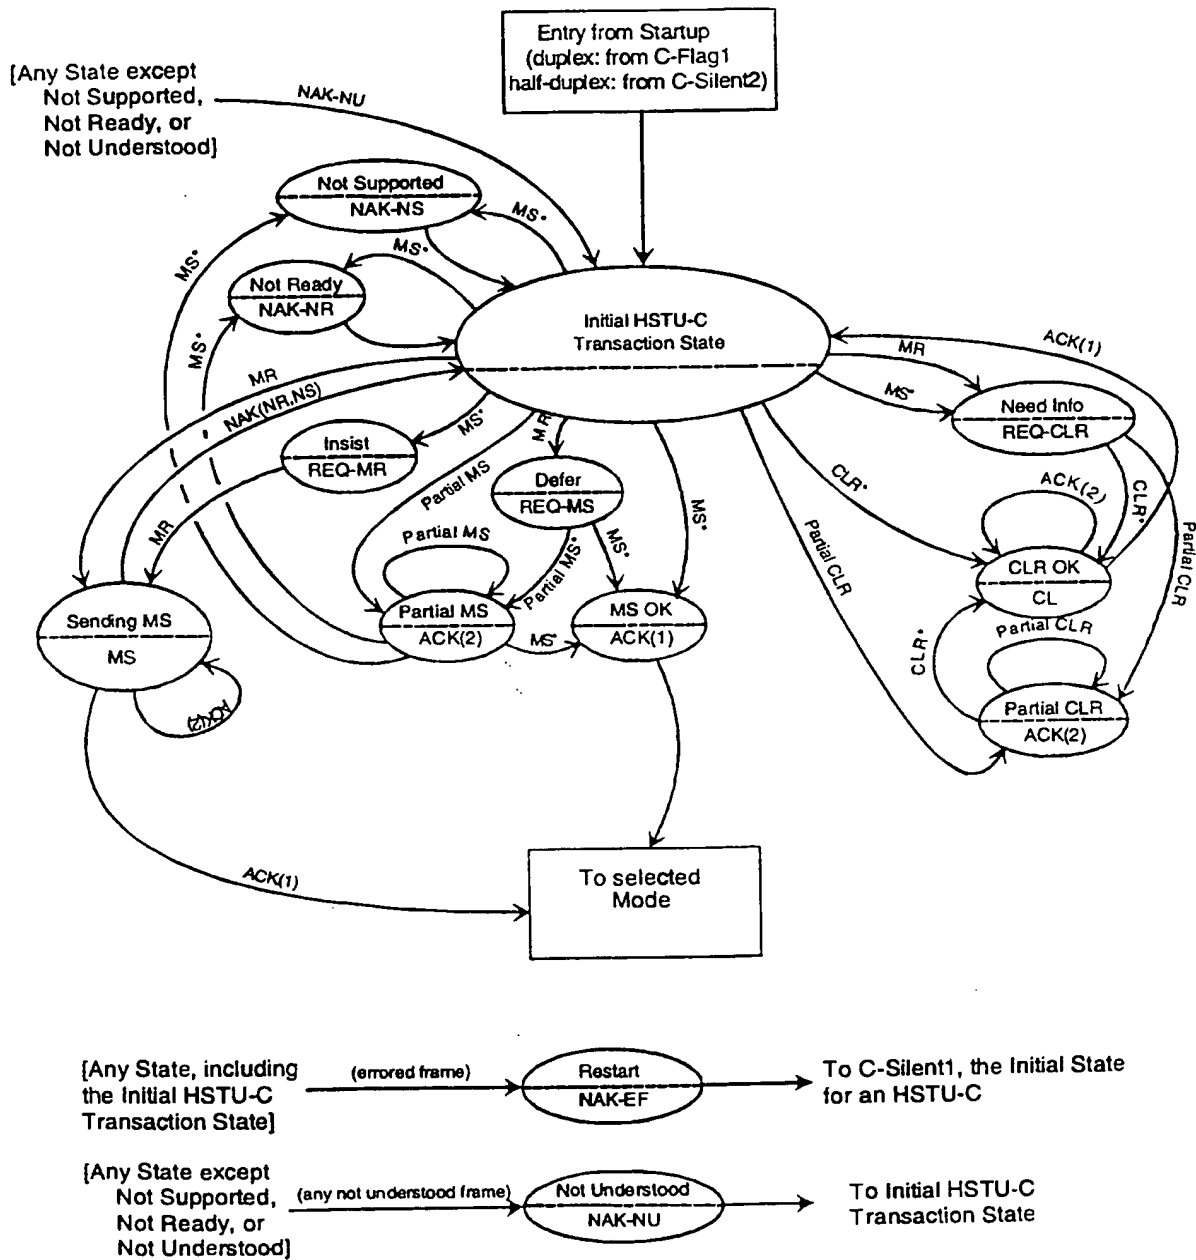 Entry from Startup
(duplex: from C-Flag1
half-duplex: from C-Silent2)
[Any State except
Not Supported,
Not Ready, or
Not Understood]
NAK-NU
Not Supported
NAK-NS
MS*
MS*
MS*
Not Ready
NAK-NR
MS*
Initial HSTU-C
Transaction State
ACK(1)
MR
MS*
Need Info
REQ-CLR
MR
NAK(NR,NS)
MS*
Insist
REQ-MR
MR
Partial MS
MR
Defer
REQ-MS
MS*
CLR*
ACK(2)
CLR*
Partial CLR
Partial MS
Partial MS*
MS*
Partial CLR
CLR OK
CL
Sending MS
MS
Partial MS
ACK(2)
MS*
MS OK
ACK(1)
Partial CLR
CLR*
ACK(2)
Partial CLR
ACK(2)
ACK(1)
To selected
Mode
[Any State, including
the Initial HSTU-C
Transaction State]
(errored frame)
Restart
NAK-EF
To C-Silent1, the Initial State
for an HSTU-C
[Any State except
Not Supported,
Not Ready, or
Not Understood]
(any not understood frame)
Not Understood
NAK-NU
To Initial HSTU-C
Transaction State